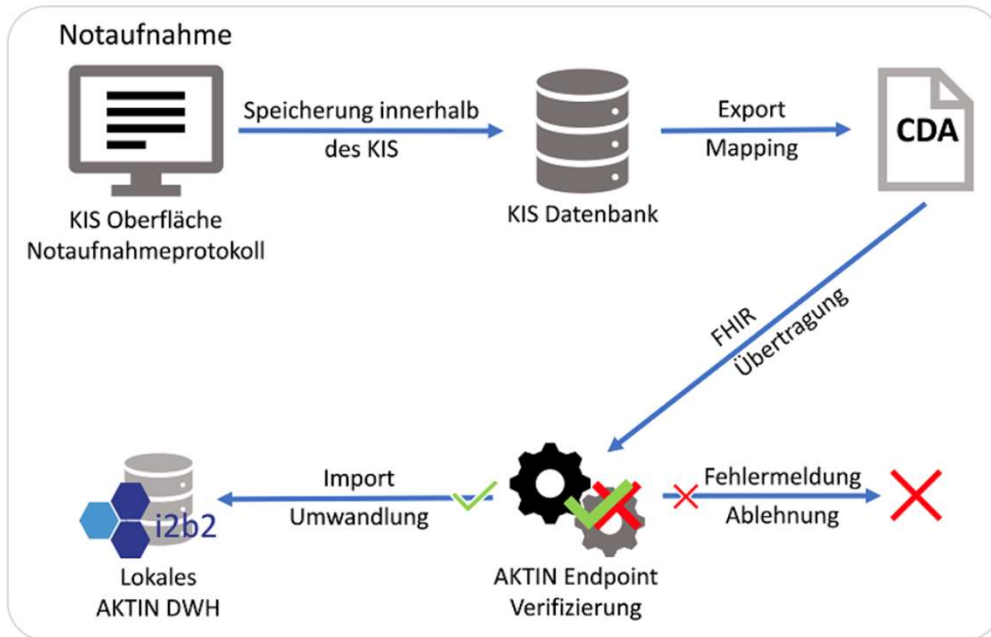 Notaufnahme
Speicherung innerhalb
des KIS
Export
Mapping
CDA
KIS Oberfläche
Notaufnahmeprotokoll
KIS Datenbank
FHIR
Übertragung
Import
Umwandlung
Fehlermeldung
Ablehnung
i2b2
Lokales
AKTIN DWH
AKTIN Endpoint
Verifizierung